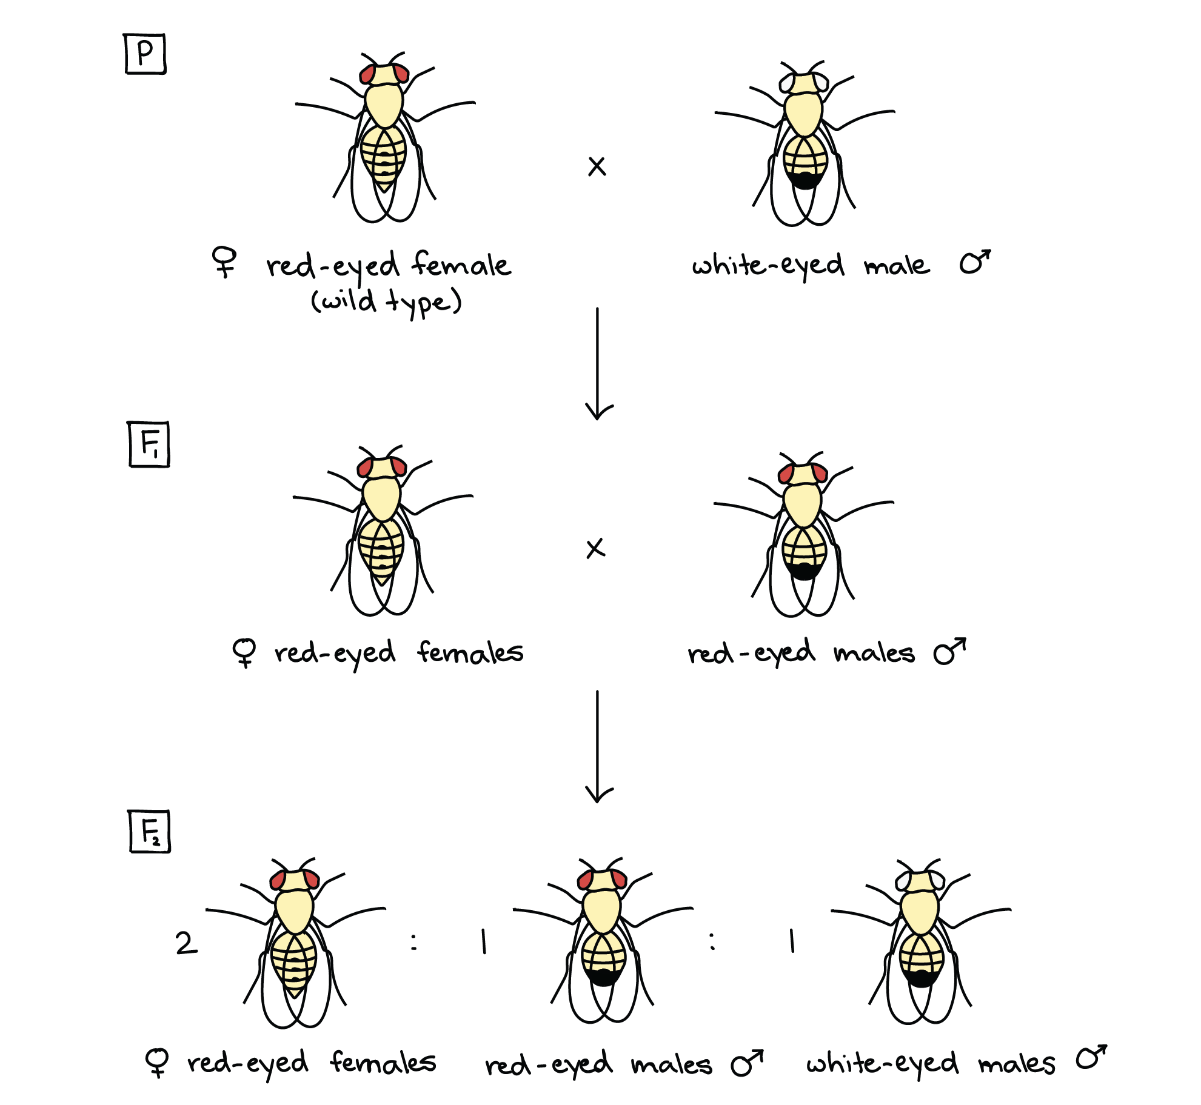 P
x
♀ red-eyed female
(wild type)
white-eyed male ♂
F₁
x
♀ red-eyed females
red-eyed males ♂
F₂
2 : 1 : 1
♀ red-eyed females
red-eyed males ♂
white-eyed males ♂